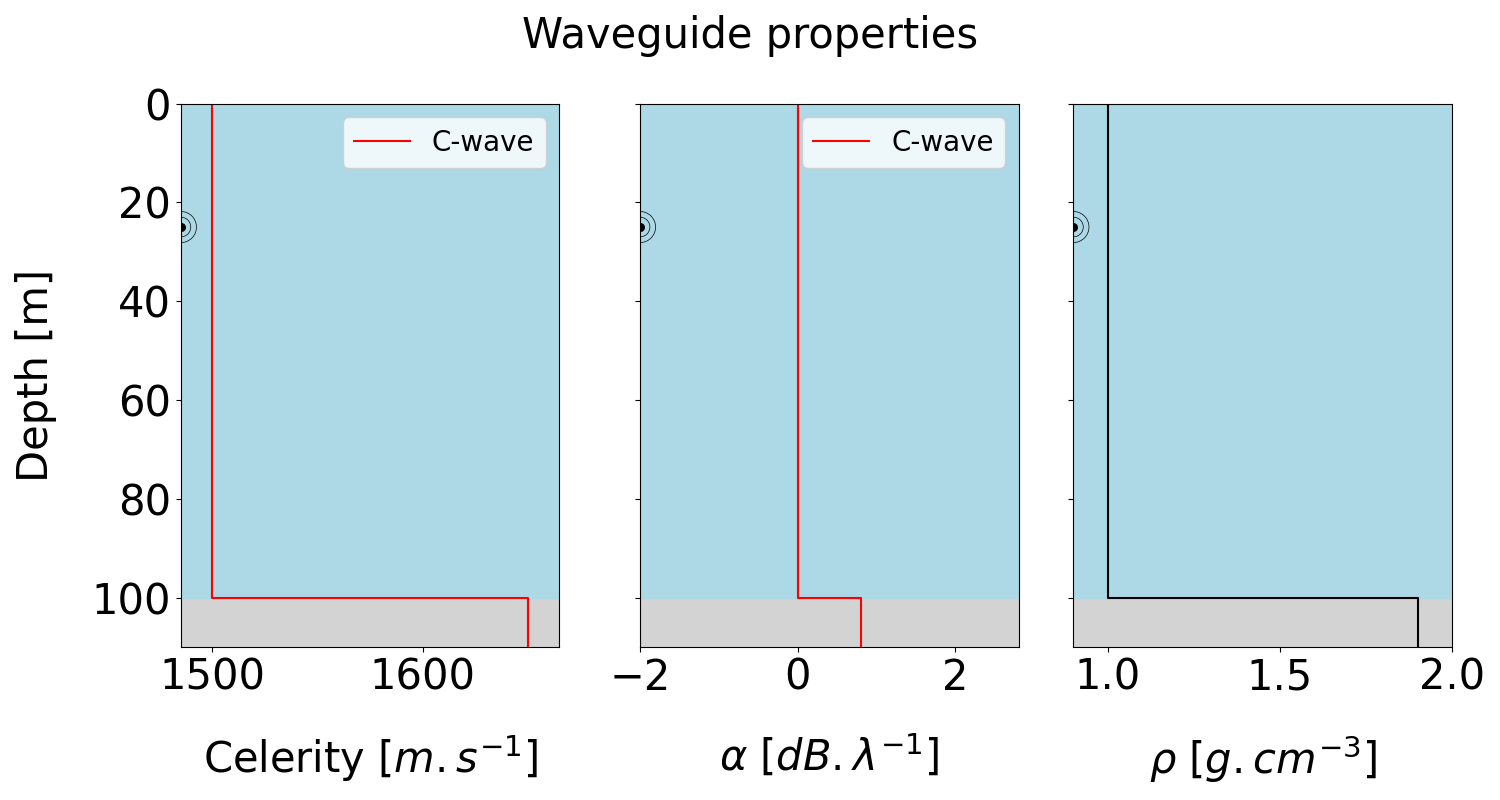 Waveguide properties
C-wave
C-wave
0
20
40
60
80
100
Depth [m]
1500 1600
−2 0 2
1.0 1.5 2.0
Celerity [m.s⁻¹]
α [dB.λ⁻¹]
ρ [g.cm⁻³]